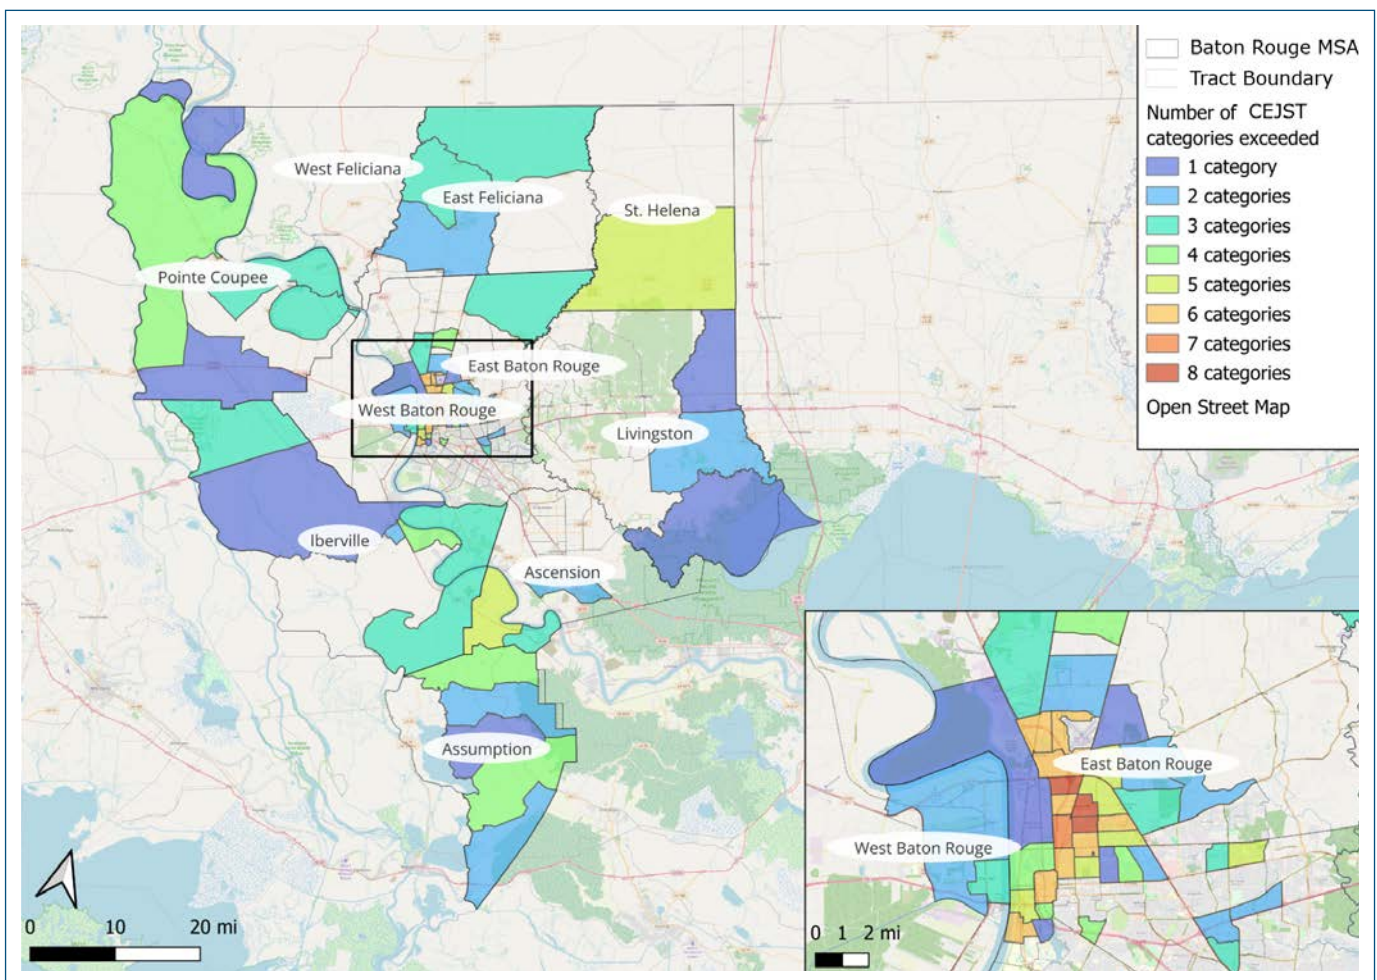 Baton Rouge MSA
Tract Boundary
Number of CEJST
categories exceeded
1 category
2 categories
3 categories
4 categories
5 categories
6 categories
7 categories
8 categories
Open Street Map
West Feliciana
East Feliciana
St. Helena
Pointe Coupee
East Baton Rouge
West Baton Rouge
Livingston
Iberville
Ascension
Assumption
East Baton Rouge
West Baton Rouge
0 10 20 mi
0 1 2 mi